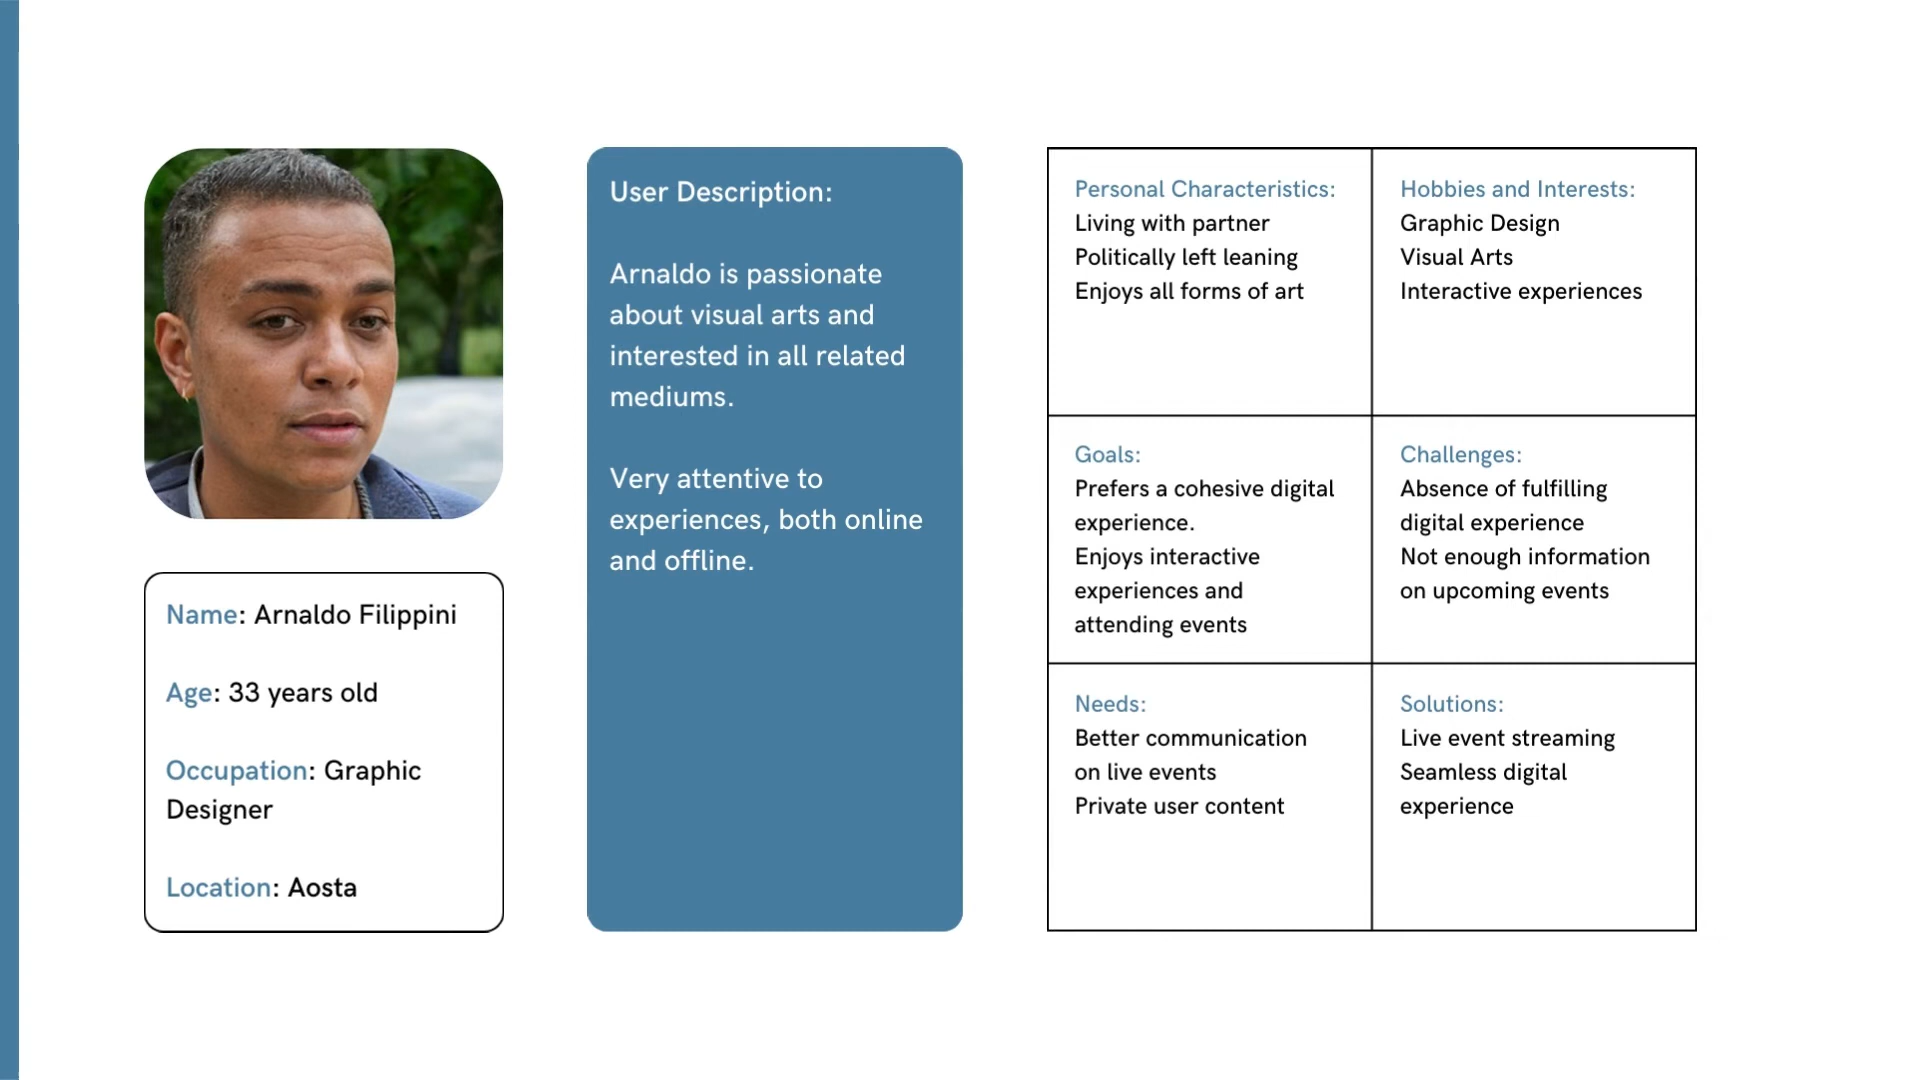 Name: Arnaldo Filippini
Age: 33 years old
Occupation: Graphic
Designer
Location: Aosta
User Description:
Arnaldo is passionate
about visual arts and
interested in all related
mediums.
Very attentive to
experiences, both online
and offline.
Personal Characteristics:
Living with partner
Politically left leaning
Enjoys all forms of art
Hobbies and Interests:
Graphic Design
Visual Arts
Interactive experiences
Goals:
Prefers a cohesive digital
experience.
Enjoys interactive
experiences and
attending events
Challenges:
Absence of fulfilling
digital experience
Not enough information
on upcoming events
Needs:
Better communication
on live events
Private user content
Solutions:
Live event streaming
Seamless digital
experience